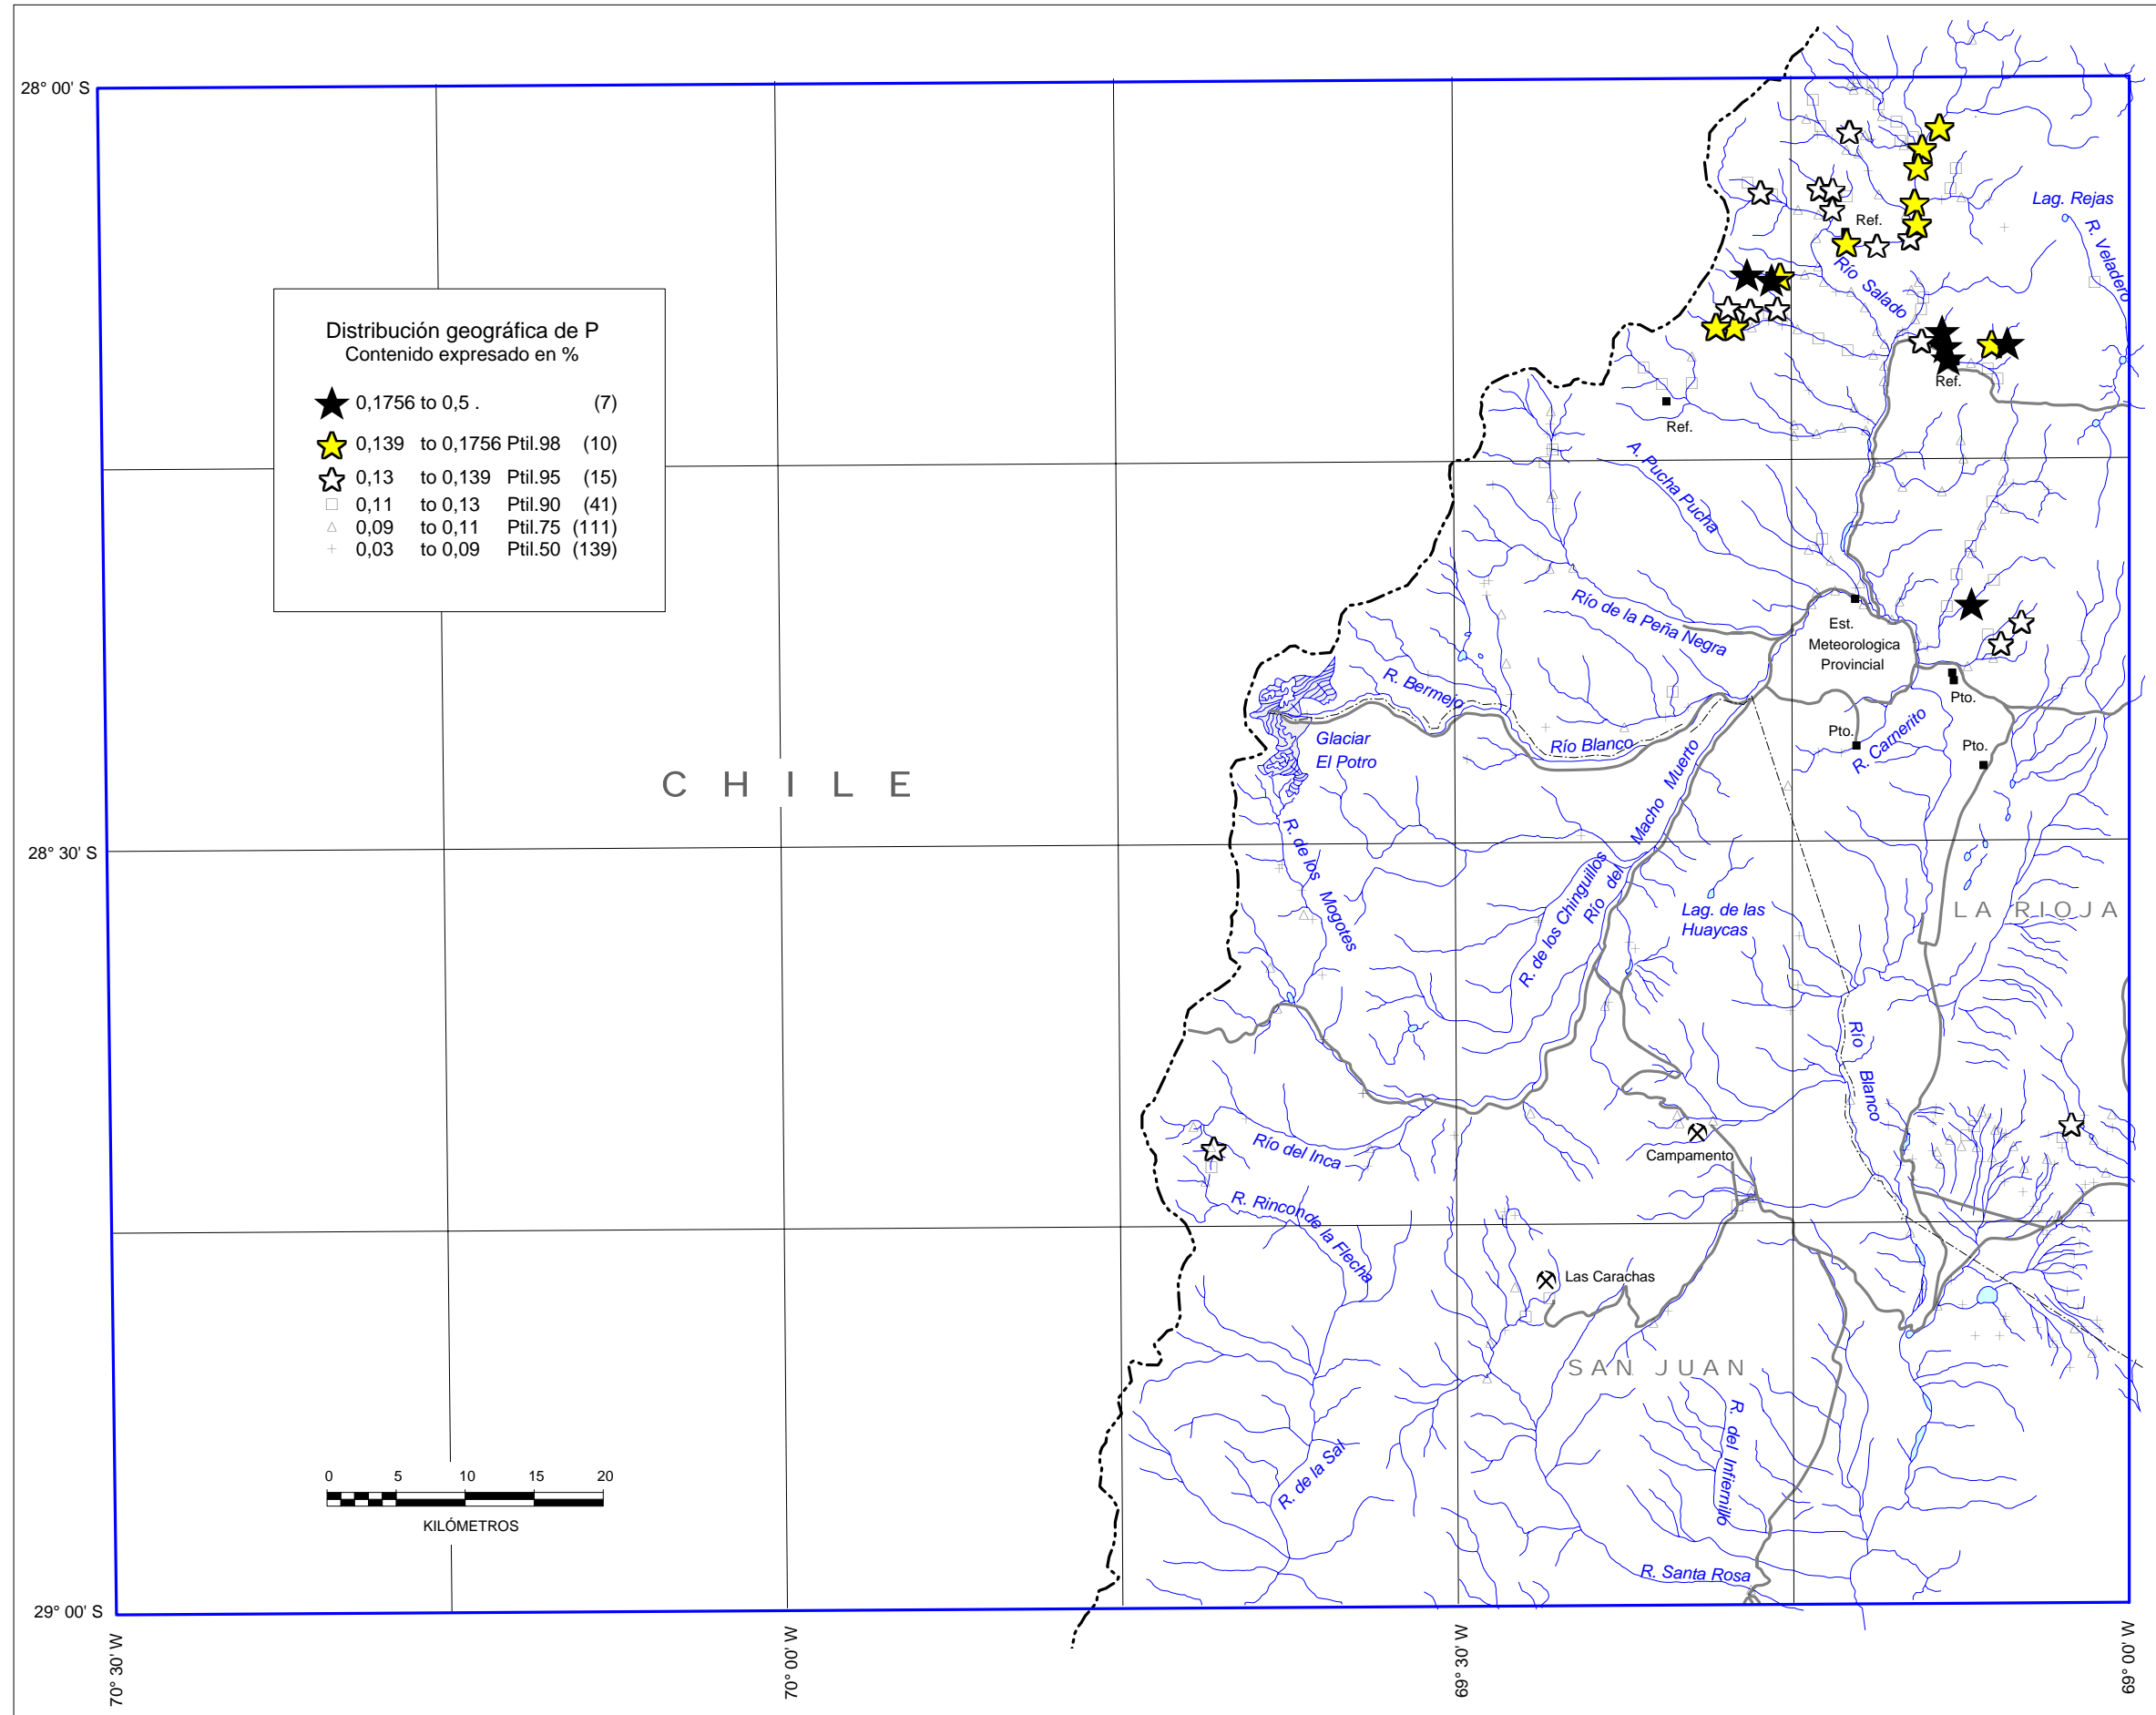 28° 00' S
Lag. Rejas
R. Veladero
Ref.
Río Salado
Distribución geográfica de P
Contenido expresado en %
0,1756 to 0,5 . (7)
0,139 to 0,1756 Ptil.98 (10)
0,13 to 0,139 Ptil.95 (15)
0,11 to 0,13 Ptil.90 (41)
0,09 to 0,11 Ptil.75 (111)
0,03 to 0,09 Ptil.50 (139)
Ref.
Ref.
A. Pucha Pucha
Río de la Peña Negra
Est.
Meteorologica
Provincial
R. Bermejo
Pto.
Glaciar
El Potro
Río Blanco
Pto.
R. Carnerito
Pto.
CHILE
Río del Macho Muerto
28° 30' S
R. de los Mogotes
R. de los Chinguillos
Lag. de las
Huaycas
LA RIOJA
Río Blanco
Río del Inca
Campamento
R. Rincon de la Flecha
Las Carachas
SAN JUAN
R. del Infiernillo
R. de la Sal
0 5 10 15 20
KILÓMETROS
R. Santa Rosa
29° 00' S
70° 30' W
70° 00' W
69° 30' W
69° 00' W